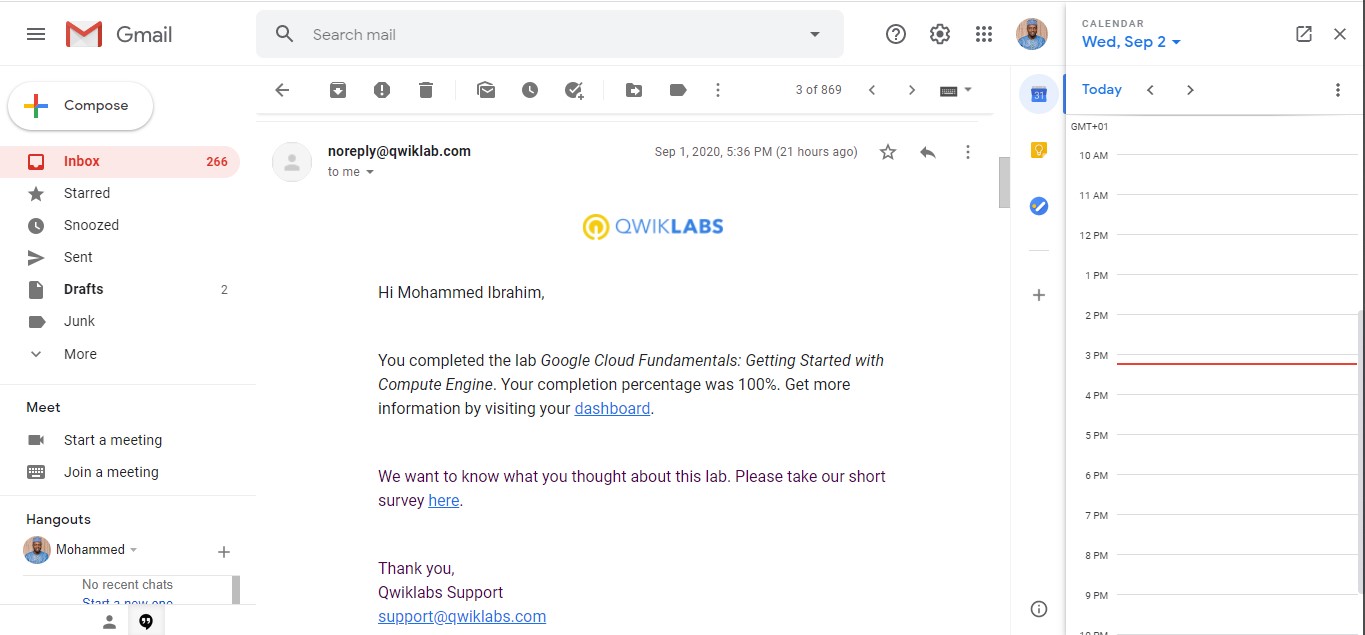 Gmail
Search mail
CALENDAR
Wed, Sep 2
Compose
3 of 869
31
Today
GMT+01
Inbox 266
Starred
Snoozed
Sent
Drafts 2
Junk
More
Meet
Start a meeting
Join a meeting
Hangouts
Mohammed
No recent chats
Start a new one
noreply@qwiklab.com
Sep 1, 2020, 5:36 PM (21 hours ago)
to me
QWIKLABS
Hi Mohammed Ibrahim,
You completed the lab Google Cloud Fundamentals: Getting Started with
Compute Engine. Your completion percentage was 100%. Get more
information by visiting your dashboard.
We want to know what you thought about this lab. Please take our short
survey here.
Thank you,
Qwiklabs Support
support@qwiklabs.com
10 AM
11 AM
12 PM
1 PM
2 PM
3 PM
4 PM
5 PM
6 PM
7 PM
8 PM
9 PM
10 PM